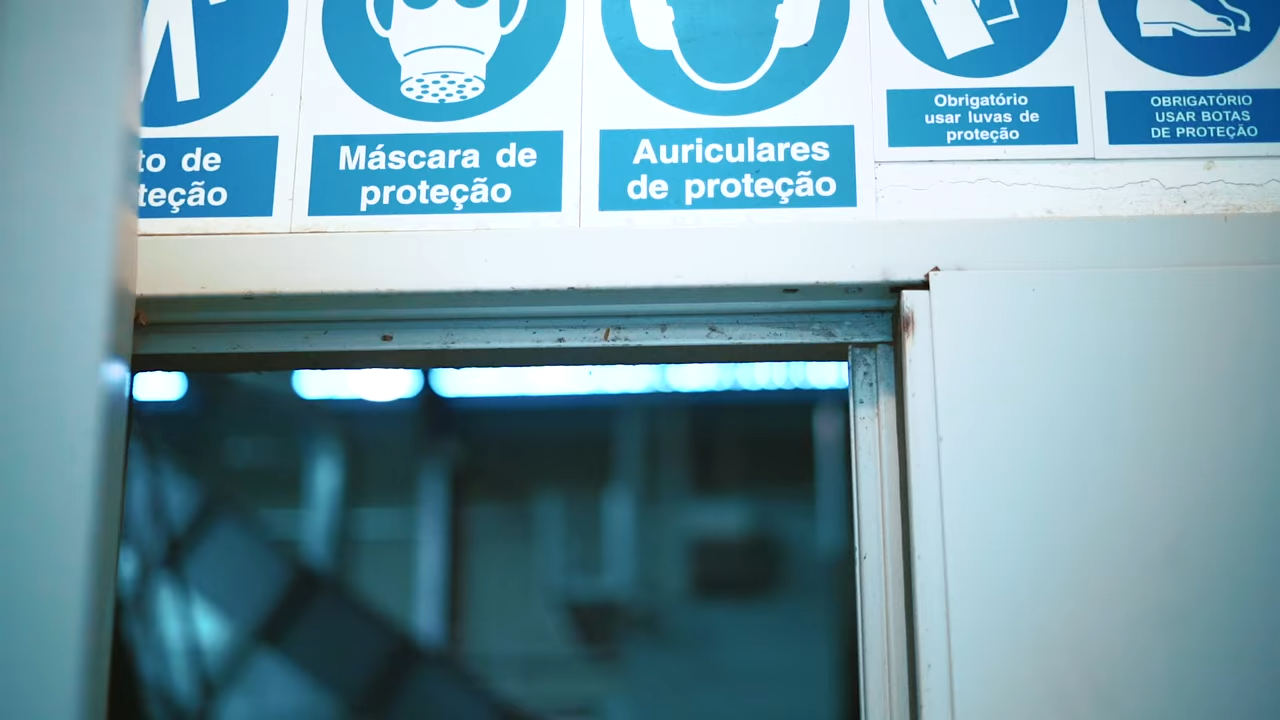 to de
teção
Máscara de
proteção
Auriculares
de proteção
Obrigatório
usar luvas de
proteção
OBRIGATÓRIO
USAR BOTAS
DE PROTEÇÃO